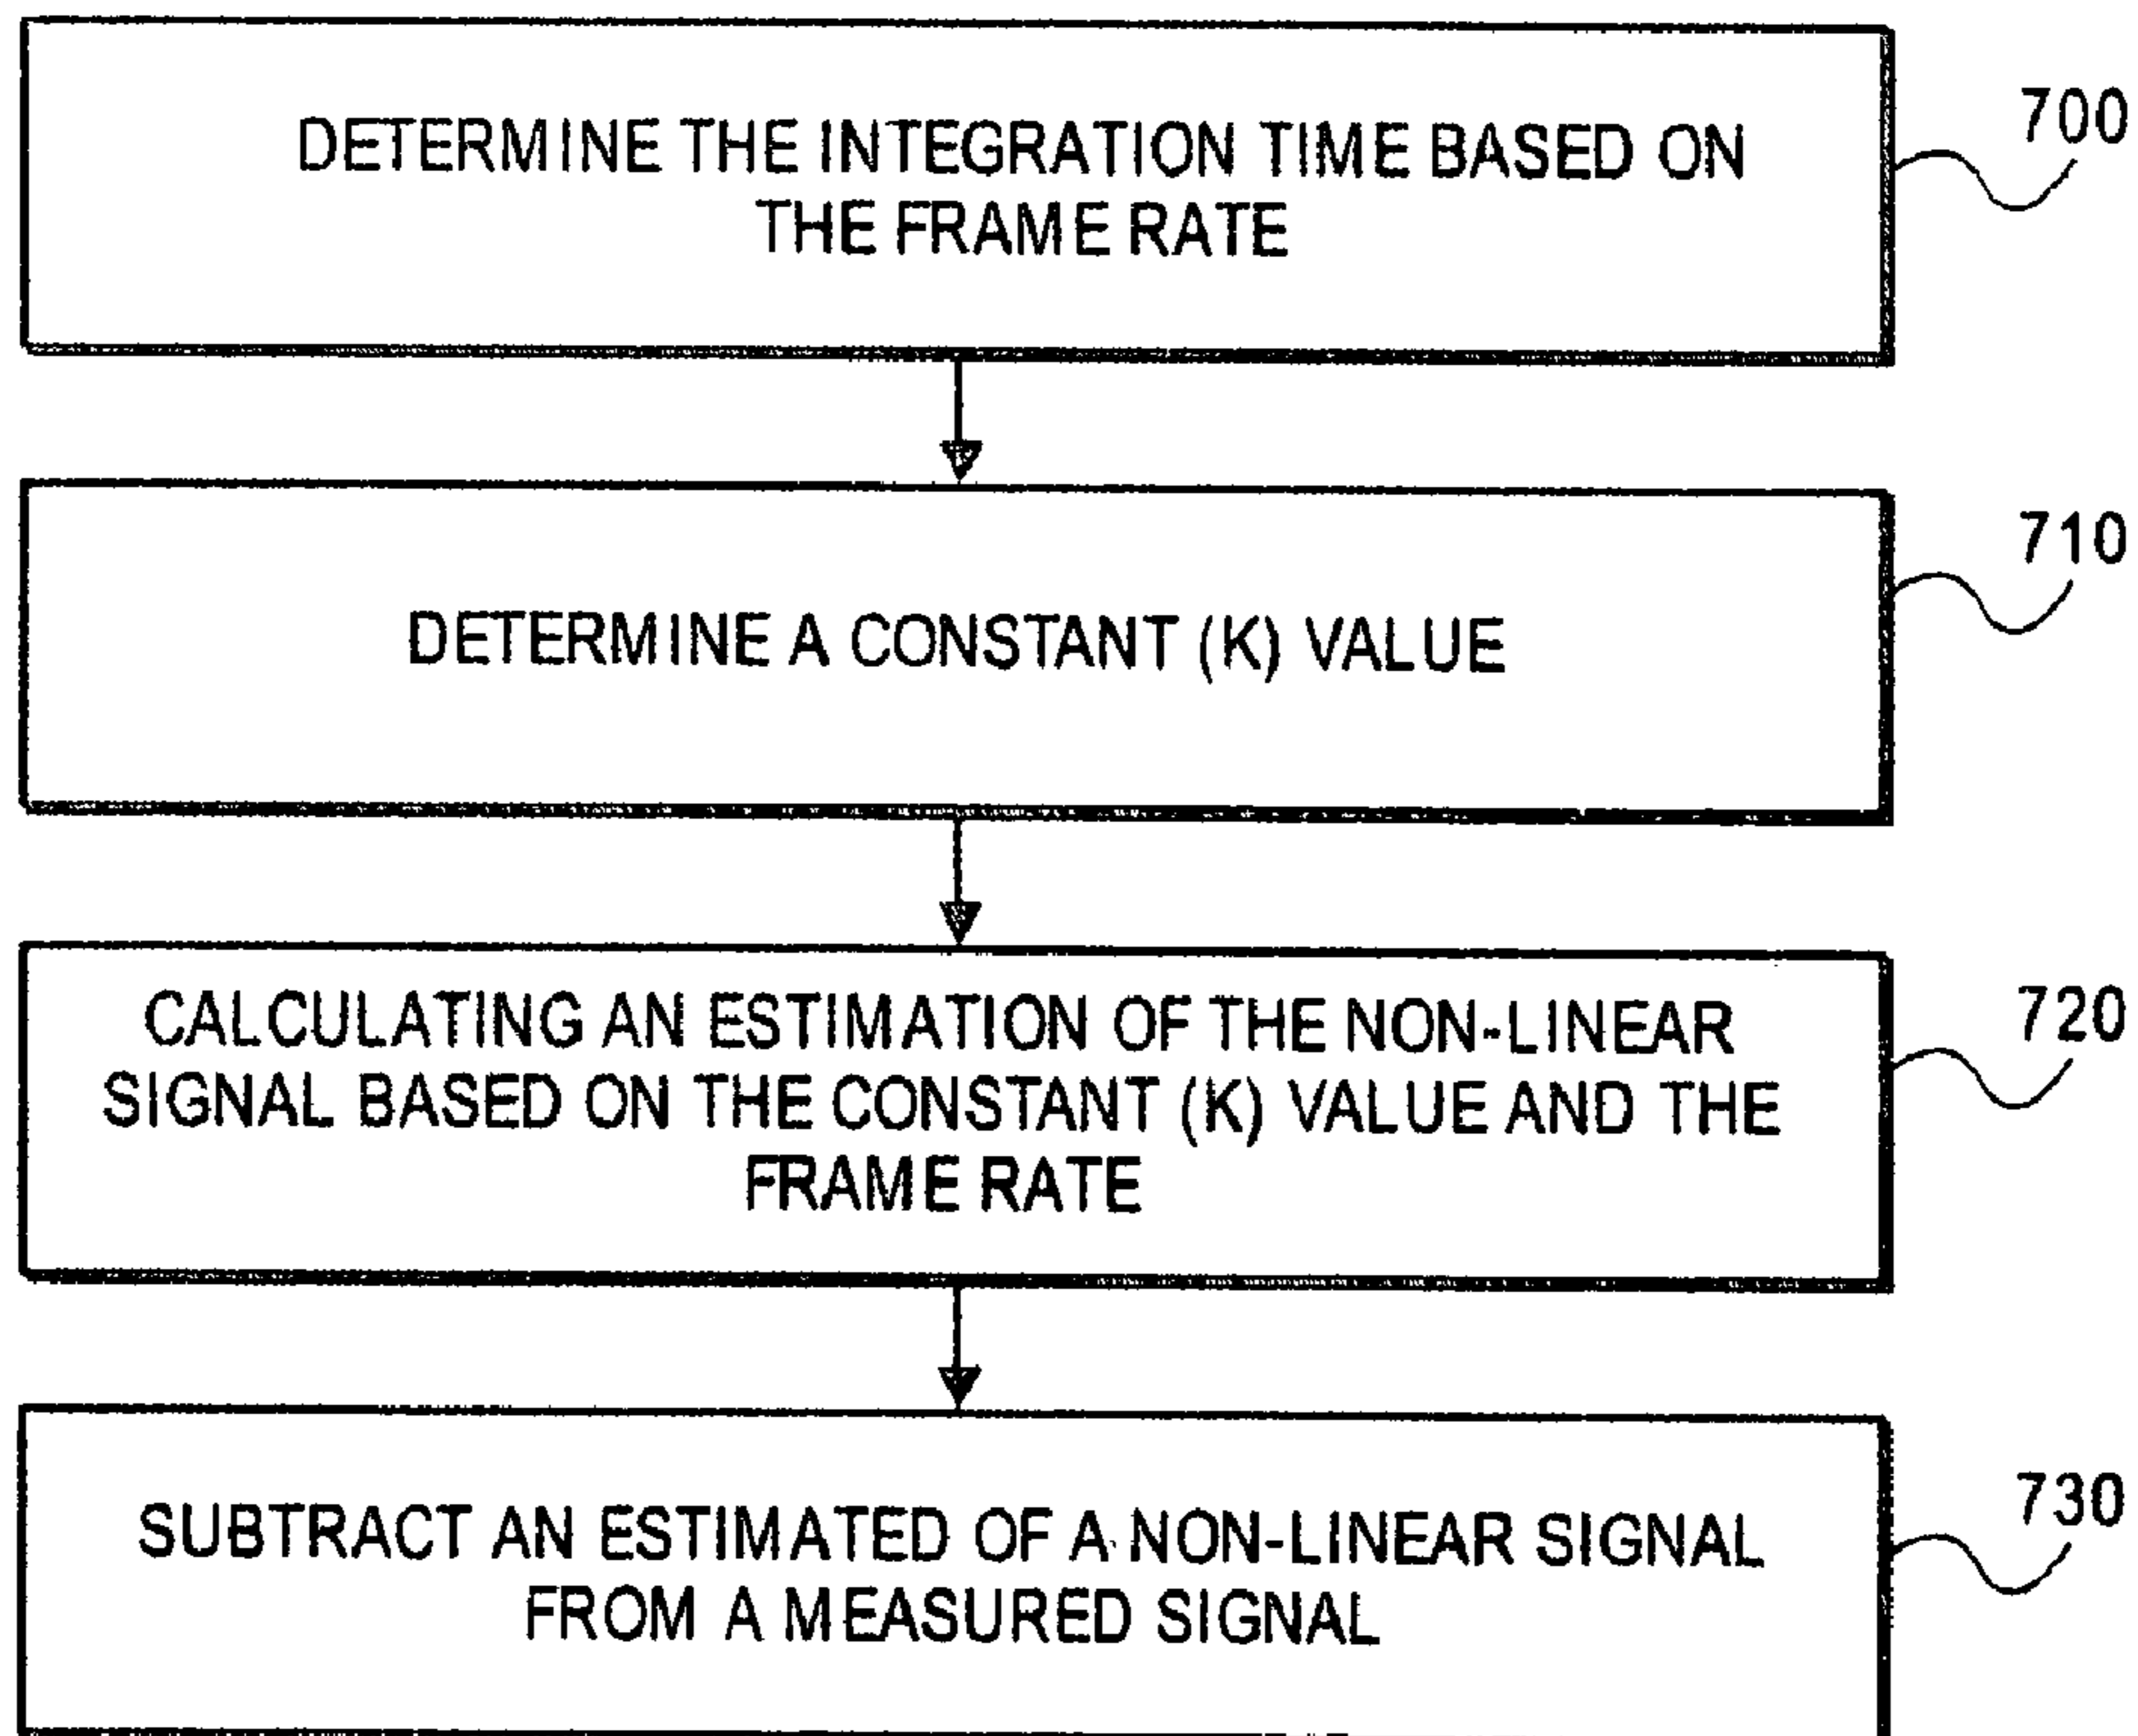 DETERMINE THE INTEGRATION TIME BASED ON
THE FRAME RATE
700
DETERMINE A CONSTANT (K) VALUE
710
CALCULATING AN ESTIMATION OF THE NON-LINEAR
SIGNAL BASED ON THE CONSTANT (K) VALUE AND THE
FRAME RATE
720
SUBTRACT AN ESTIMATED OF A NON-LINEAR SIGNAL
FROM A MEASURED SIGNAL
730